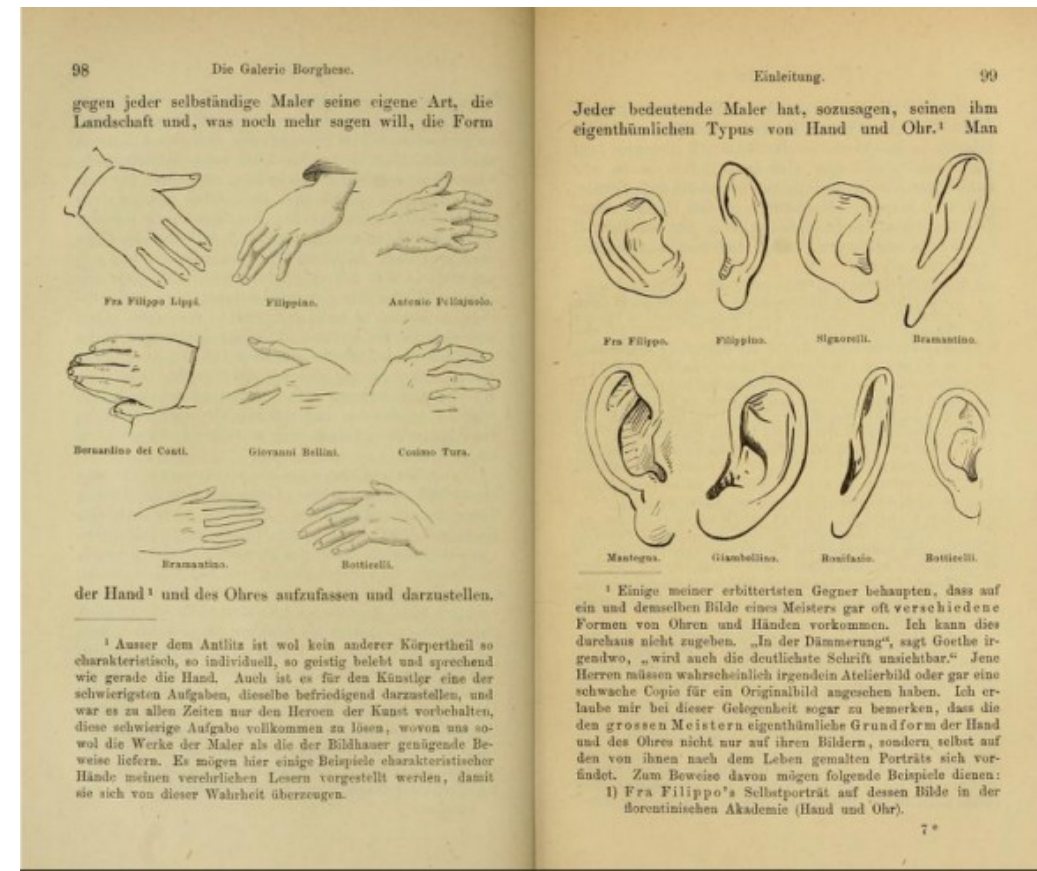 98
Die Galerie Borghese.
gegen jeder selbständige Maler seine eigene Art, die
Landschaft und, was noch mehr sagen will, die Form
Fra Filippo Lippi.
Filippino.
Antonio Pollajuolo.
Bernardino dei Conti.
Giovanni Bellini.
Cosimo Tura.
Bramantino.
Botticelli.
der Hand¹ und des Ohres aufzufassen und darzustellen.
¹ Ausser dem Antlitz ist wol kein anderer Körpertheil so
charakteristisch, so individuell, so geistig belebt und sprechend
wie gerade die Hand. Auch ist es für den Künstler eine der
schwierigsten Aufgaben, dieselbe befriedigend darzustellen, und
war es zu allen Zeiten nur den Heroen der Kunst vorbehalten,
diese schwierige Aufgabe vollkommen zu lösen, wovon uns so-
wol die Werke der Maler als die der Bildhauer genügende Be-
weise liefern. Es mögen hier einige Beispiele charakteristischer
Hände meinen verehrlichen Lesern vorgestellt werden, damit
sie sich von dieser Wahrheit überzeugen.
Einleitung.
99
Jeder bedeutende Maler hat, sozusagen, seinen ihm
eigenthümlichen Typus von Hand und Ohr.¹ Man
Fra Filippo.
Filippino.
Signorelli.
Bramantino.
Mantegna.
Giambellino.
Bonifazio.
Botticelli.
¹ Einige meiner erbittertsten Gegner behaupten, dass auf
ein und demselben Bilde eines Meisters gar oft verschiedene
Formen von Ohren und Händen vorkommen. Ich kann dies
durchaus nicht zugeben. „In der Dämmerung“, sagt Goethe ir-
gendwo, „wird auch die deutlichste Schrift unsichtbar.“ Jene
Herren müssen wahrscheinlich irgendein Atelierbild oder gar eine
schwache Copie für ein Originalbild angesehen haben. Ich er-
laube mir bei dieser Gelegenheit sogar zu bemerken, dass die
den grossen Meistern eigenthümliche Grundform der Hand
und des Ohres nicht nur auf ihren Bildern, sondern selbst auf
den von ihnen nach dem Leben gemalten Porträts sich vor-
findet. Zum Beweise davon mögen folgende Beispiele dienen:
1) Fra Filippo's Selbstporträt auf dessen Bilde in der
florentinischen Akademie (Hand und Ohr).
7*